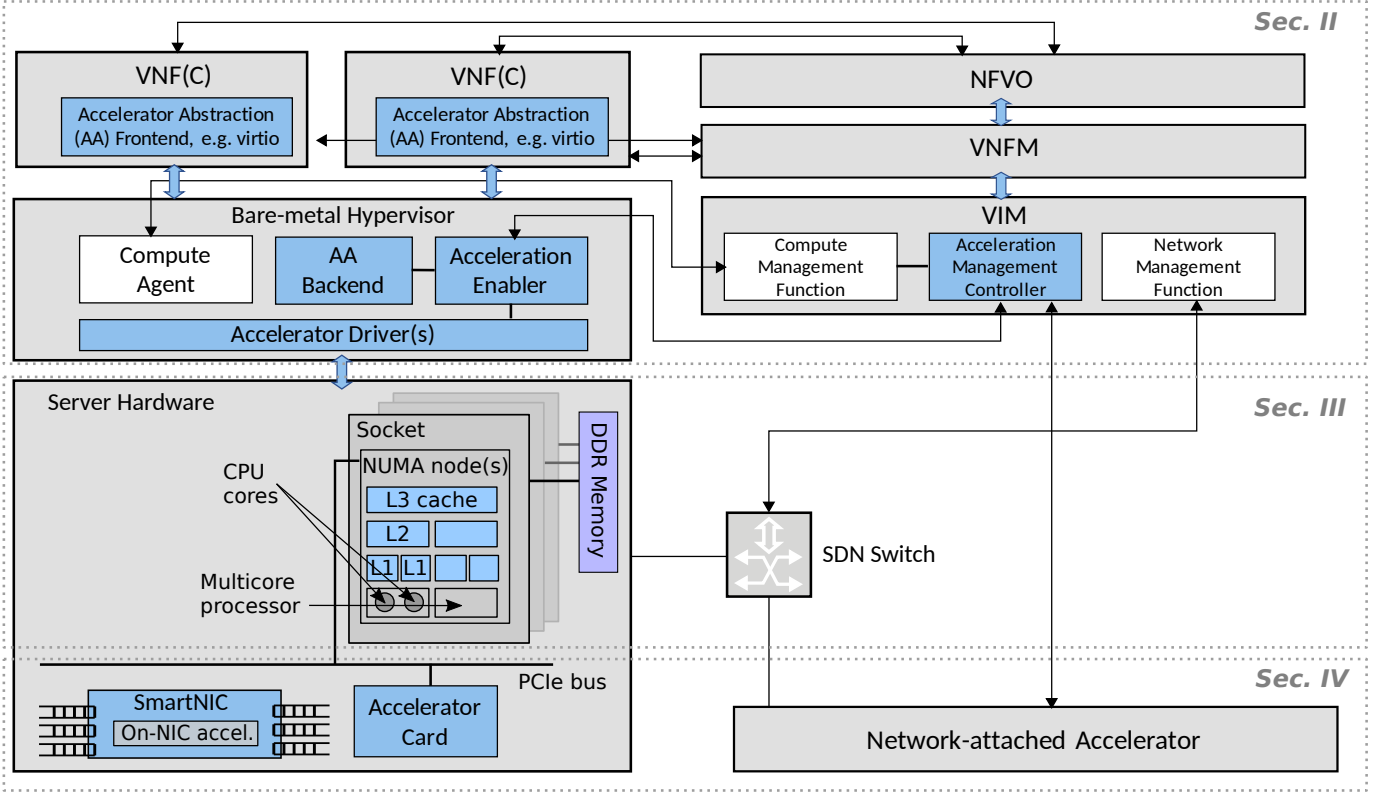 Sec. II
VNF(C)
Accelerator Abstraction
(AA) Frontend, e.g. virtio
VNF(C)
Accelerator Abstraction
(AA) Frontend, e.g. virtio
NFVO
VNFM
Bare-metal Hypervisor
Compute
Agent
AA
Backend
Acceleration
Enabler
Accelerator Driver(s)
VIM
Compute
Management
Function
Acceleration
Management
Controller
Network
Management
Function
Sec. III
Server Hardware
Socket
NUMA node(s)
L3 cache
L2
L1
L1
CPU
cores
Multicore
processor
DDR Memory
SDN Switch
Sec. IV
PCIe bus
SmartNIC
On-NIC accel.
Accelerator
Card
Network-attached Accelerator